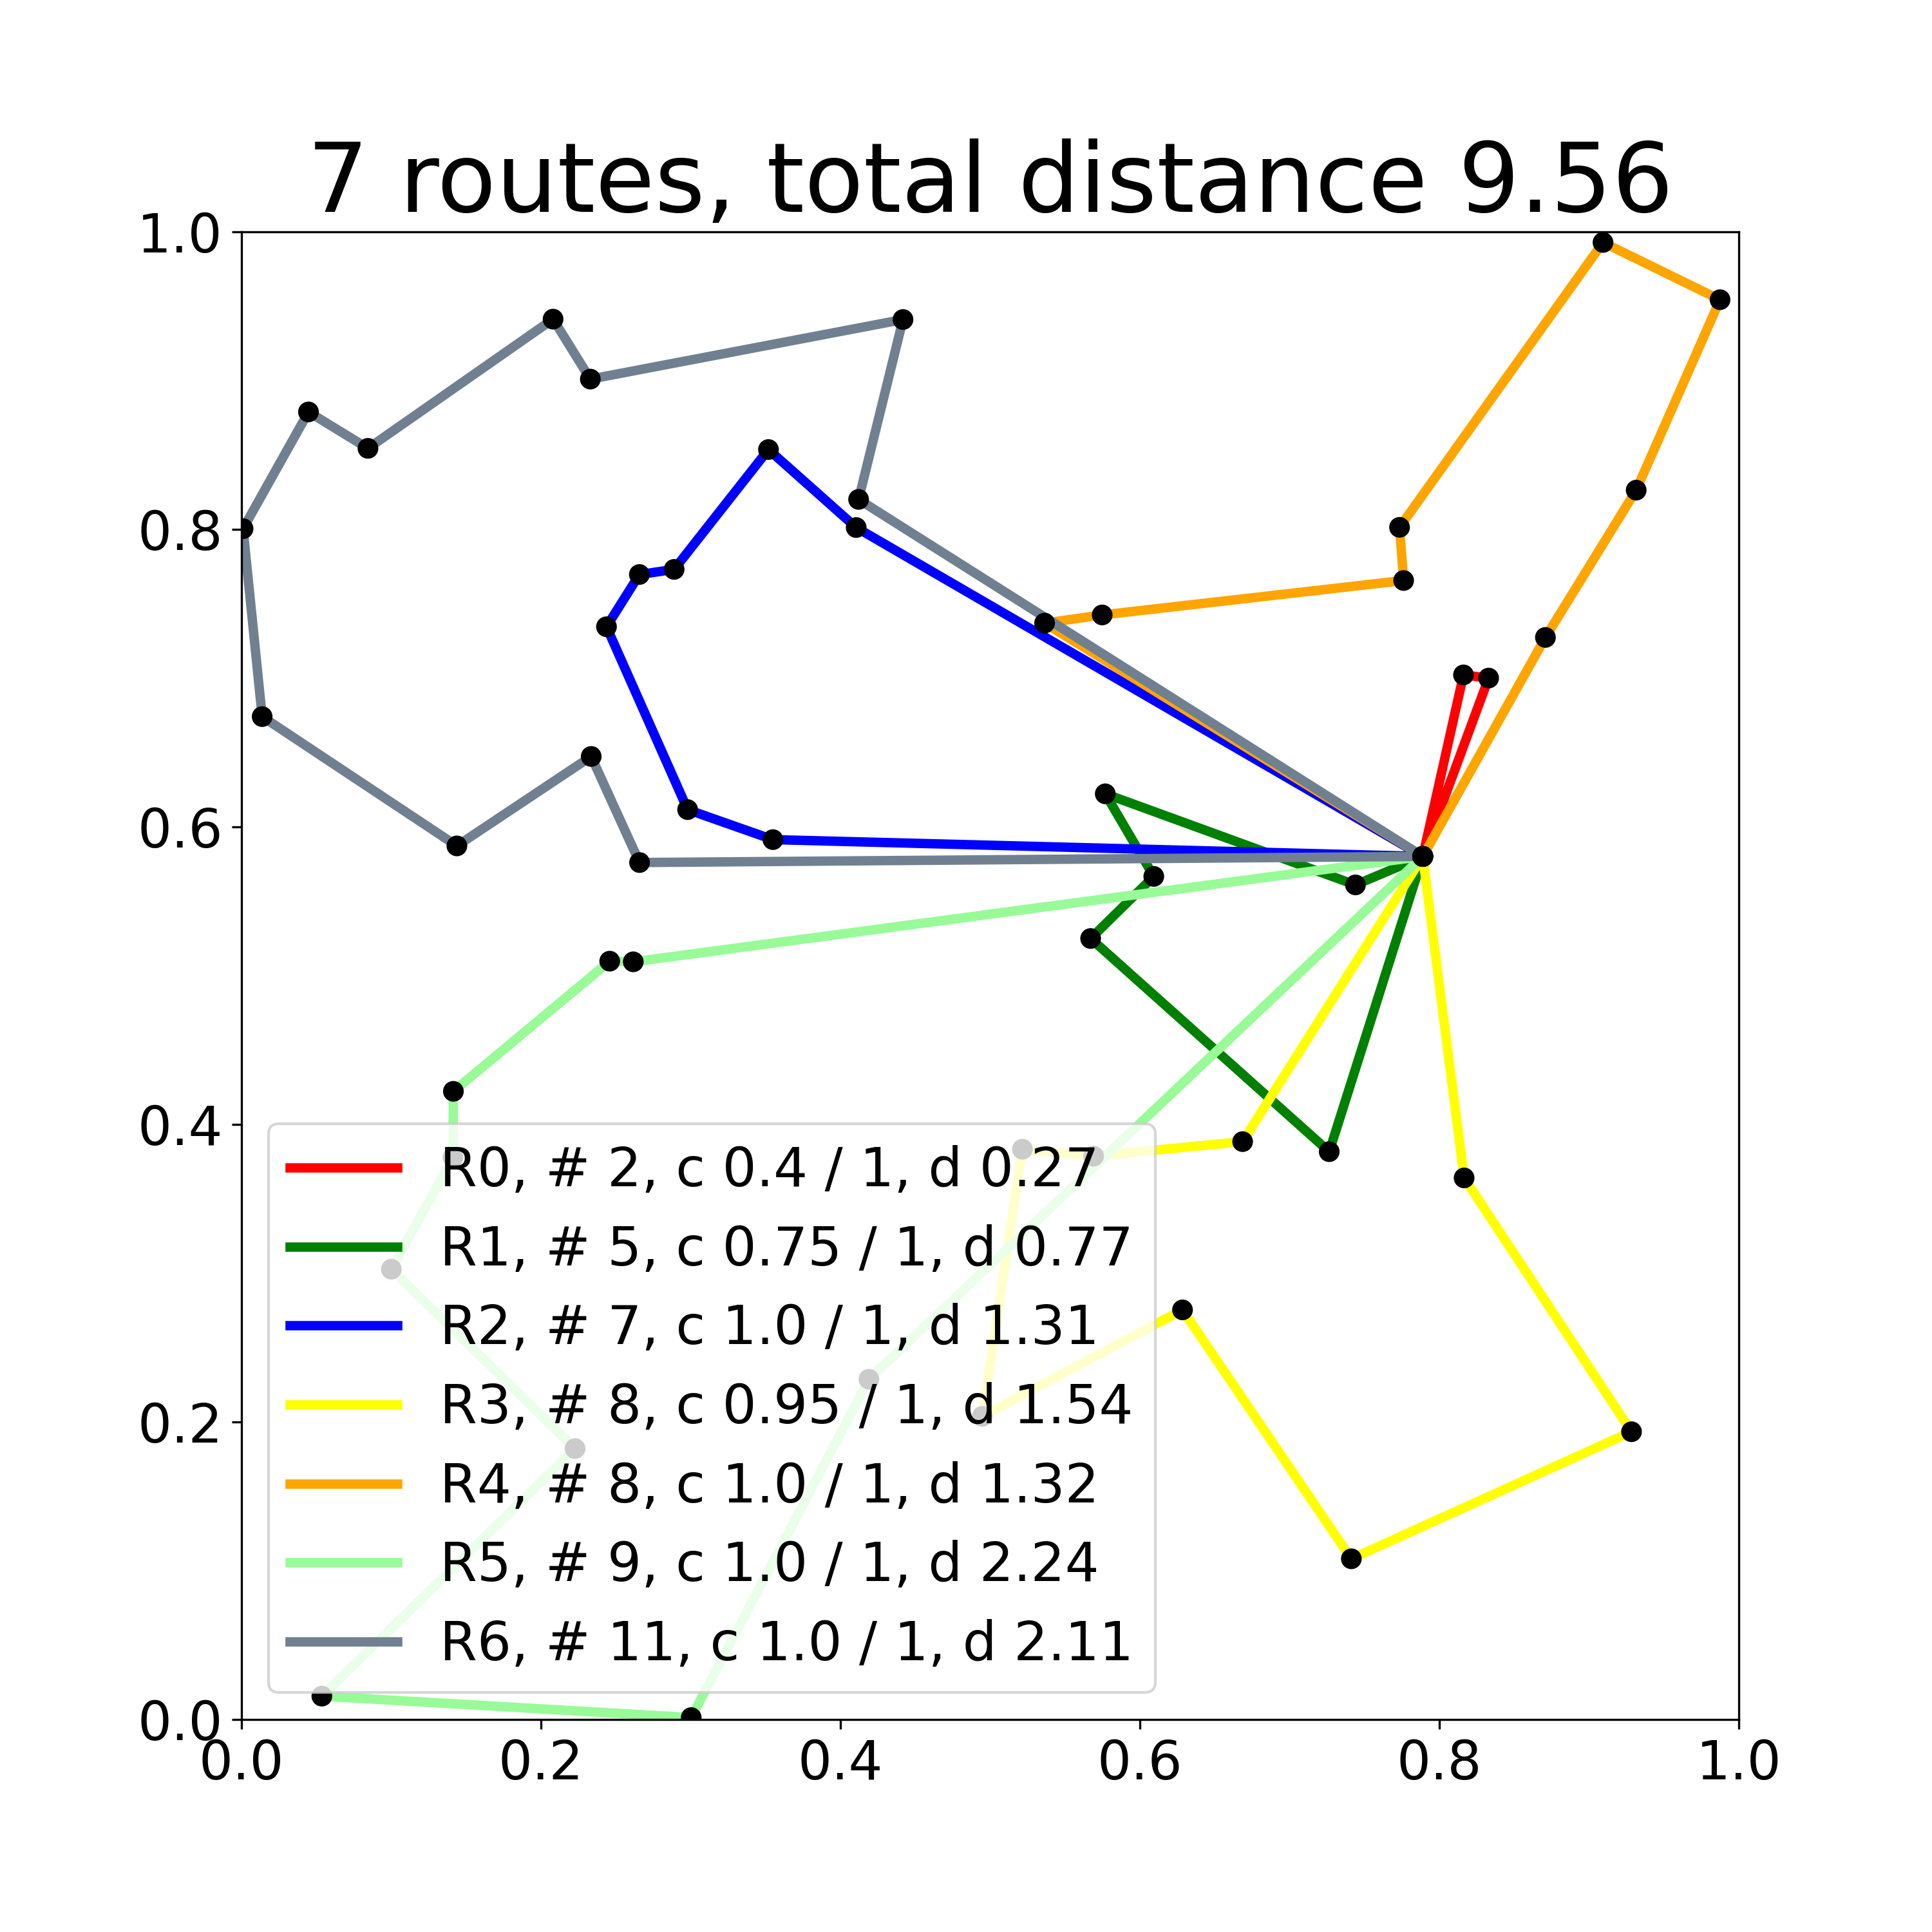 7 routes, total distance 9.56
1.0
0.8
0.6
0.4
0.2
0.0
R0, # 2, c 0.4 / 1, d 0.27
R1, # 5, c 0.75 / 1, d 0.77
R2, # 7, c 1.0 / 1, d 1.31
R3, # 8, c 0.95 / 1, d 1.54
R4, # 8, c 1.0 / 1, d 1.32
R5, # 9, c 1.0 / 1, d 2.24
R6, # 11, c 1.0 / 1, d 2.11
0.0 0.2 0.4 0.6 0.8 1.0